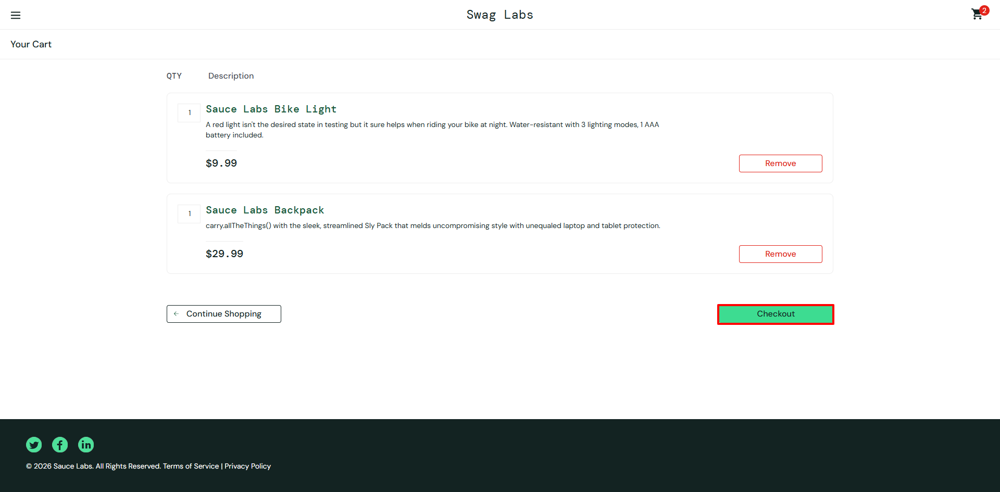 Swag Labs
2
Your Cart
QTY Description
1 Sauce Labs Bike Light
A red light isn't the desired state in testing but it sure helps when riding your bike at night. Water-resistant with 3 lighting modes, 1 AAA
battery included.
$9.99 Remove
1 Sauce Labs Backpack
carry.allTheThings() with the sleek, streamlined Sly Pack that melds uncompromising style with unequaled laptop and tablet protection.
$29.99 Remove
Continue Shopping Checkout
© 2026 Sauce Labs. All Rights Reserved. Terms of Service | Privacy Policy